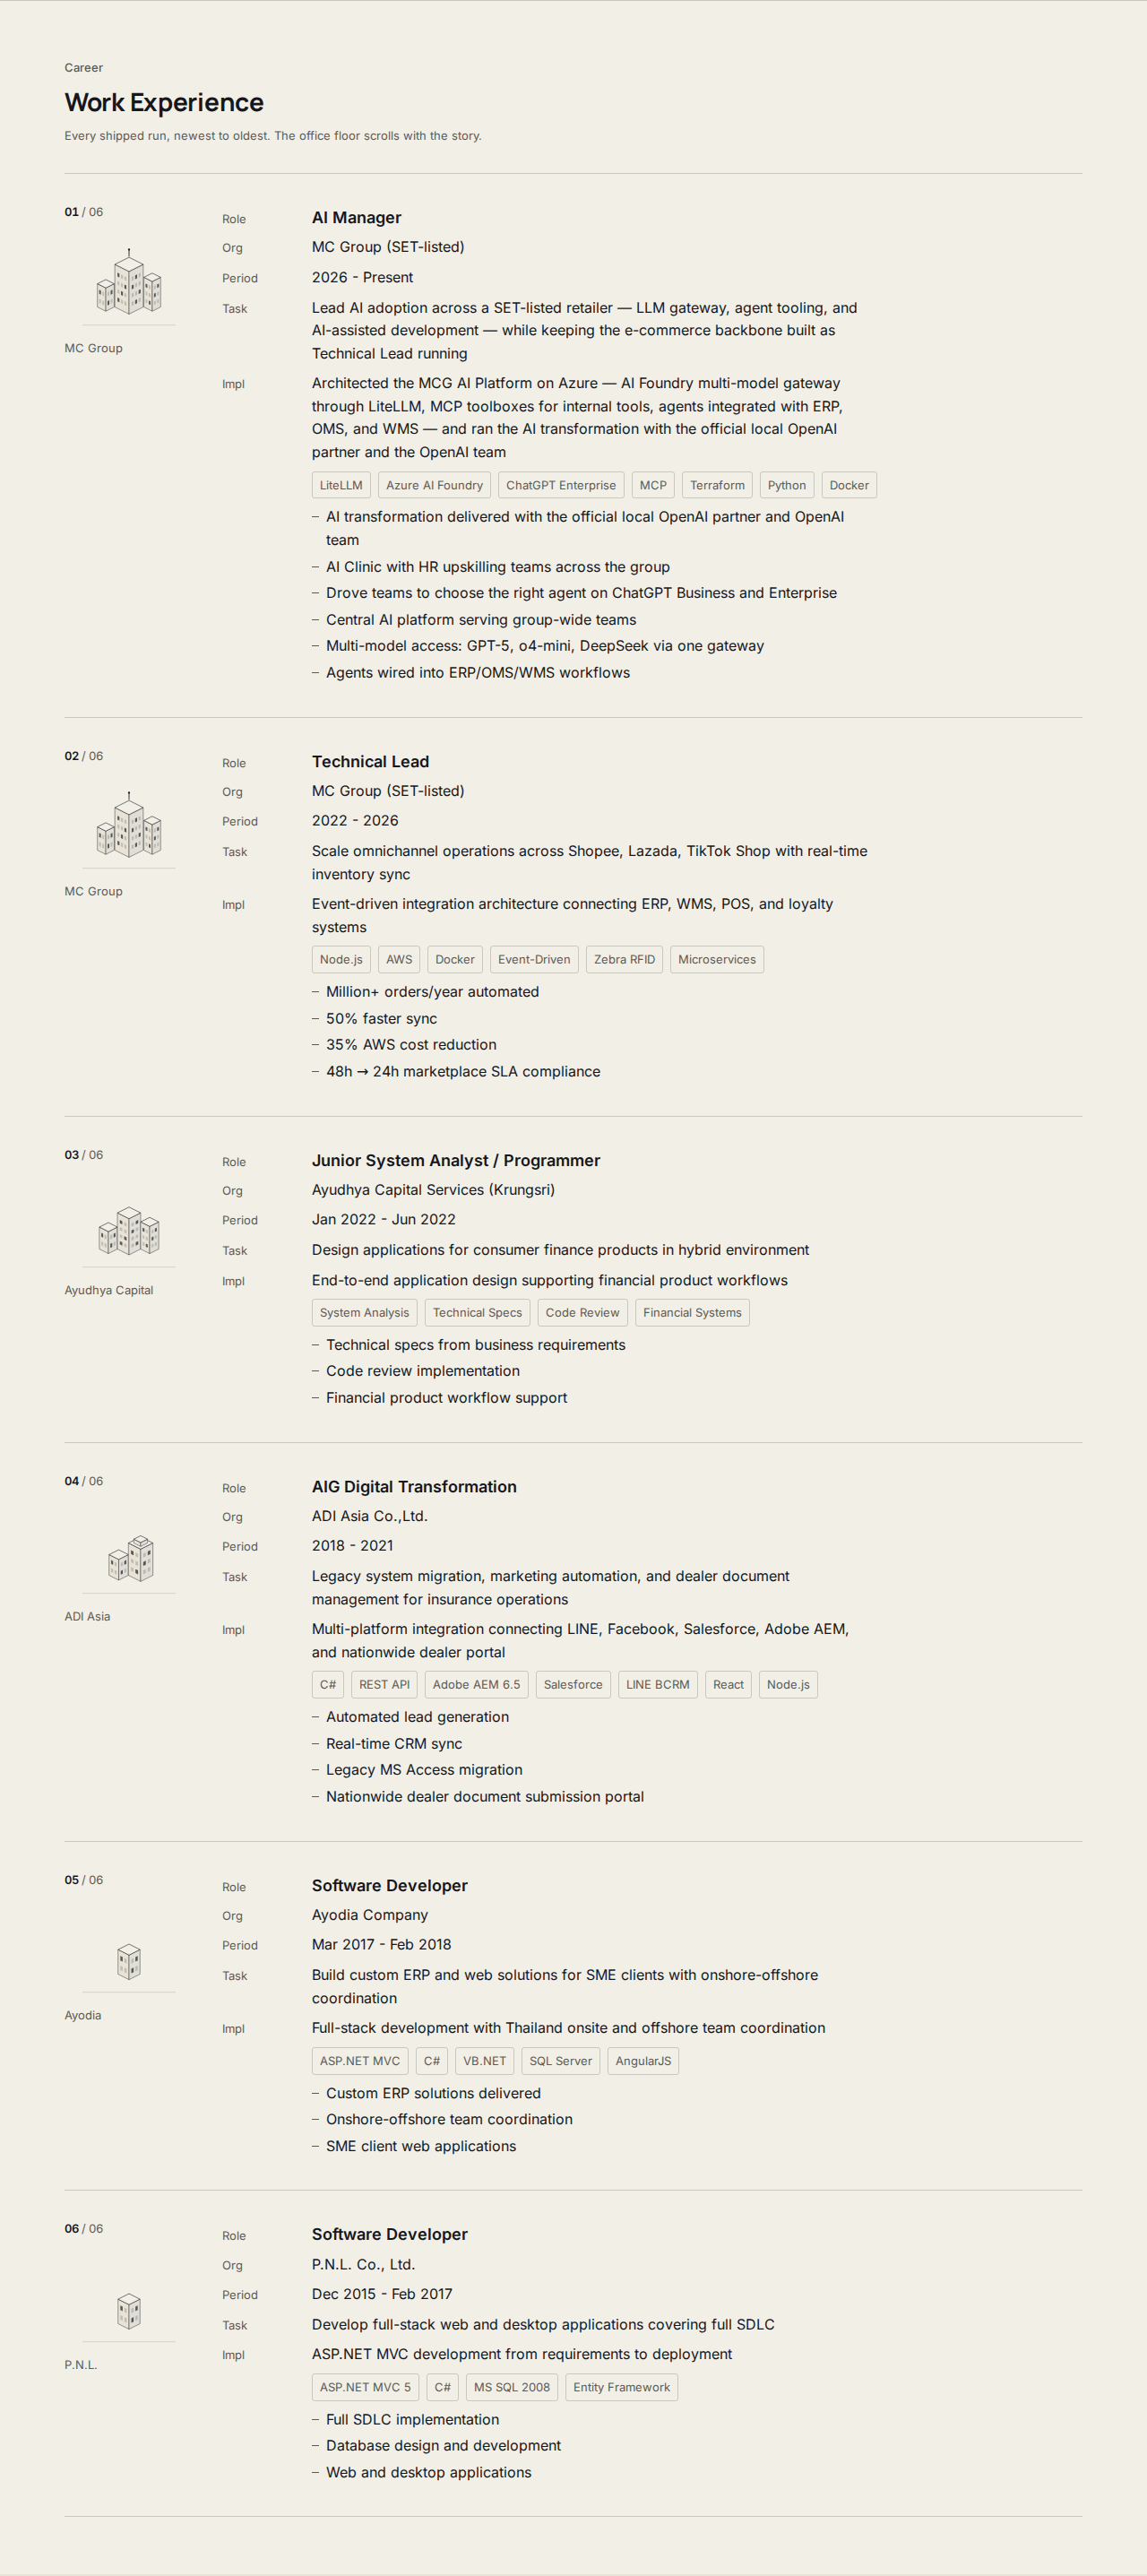 Career
Work Experience
Every shipped run, newest to oldest. The office floor scrolls with the story.
01 / 06
MC Group
Role
AI Manager
Org
MC Group (SET-listed)
Period
2026 - Present
Task
Lead AI adoption across a SET-listed retailer — LLM gateway, agent tooling, and
AI-assisted development — while keeping the e-commerce backbone built as
Technical Lead running
Impl
Architected the MCG AI Platform on Azure — AI Foundry multi-model gateway
through LiteLLM, MCP toolboxes for internal tools, agents integrated with ERP,
OMS, and WMS — and ran the AI transformation with the official local OpenAI
partner and the OpenAI team
LiteLLM Azure AI Foundry ChatGPT Enterprise MCP Terraform Python Docker
– AI transformation delivered with the official local OpenAI partner and OpenAI
team
– AI Clinic with HR upskilling teams across the group
– Drove teams to choose the right agent on ChatGPT Business and Enterprise
– Central AI platform serving group-wide teams
– Multi-model access: GPT-5, o4-mini, DeepSeek via one gateway
– Agents wired into ERP/OMS/WMS workflows
02 / 06
MC Group
Role
Technical Lead
Org
MC Group (SET-listed)
Period
2022 - 2026
Task
Scale omnichannel operations across Shopee, Lazada, TikTok Shop with real-time
inventory sync
Impl
Event-driven integration architecture connecting ERP, WMS, POS, and loyalty
systems
Node.js AWS Docker Event-Driven Zebra RFID Microservices
– Million+ orders/year automated
– 50% faster sync
– 35% AWS cost reduction
– 48h → 24h marketplace SLA compliance
03 / 06
Ayudhya Capital
Role
Junior System Analyst / Programmer
Org
Ayudhya Capital Services (Krungsri)
Period
Jan 2022 - Jun 2022
Task
Design applications for consumer finance products in hybrid environment
Impl
End-to-end application design supporting financial product workflows
System Analysis Technical Specs Code Review Financial Systems
– Technical specs from business requirements
– Code review implementation
– Financial product workflow support
04 / 06
ADI Asia
Role
AIG Digital Transformation
Org
ADI Asia Co.,Ltd.
Period
2018 - 2021
Task
Legacy system migration, marketing automation, and dealer document
management for insurance operations
Impl
Multi-platform integration connecting LINE, Facebook, Salesforce, Adobe AEM,
and nationwide dealer portal
C# REST API Adobe AEM 6.5 Salesforce LINE BCRM React Node.js
– Automated lead generation
– Real-time CRM sync
– Legacy MS Access migration
– Nationwide dealer document submission portal
05 / 06
Ayodia
Role
Software Developer
Org
Ayodia Company
Period
Mar 2017 - Feb 2018
Task
Build custom ERP and web solutions for SME clients with onshore-offshore
coordination
Impl
Full-stack development with Thailand onsite and offshore team coordination
ASP.NET MVC C# VB.NET SQL Server AngularJS
– Custom ERP solutions delivered
– Onshore-offshore team coordination
– SME client web applications
06 / 06
P.N.L.
Role
Software Developer
Org
P.N.L. Co., Ltd.
Period
Dec 2015 - Feb 2017
Task
Develop full-stack web and desktop applications covering full SDLC
Impl
ASP.NET MVC development from requirements to deployment
ASP.NET MVC 5 C# MS SQL 2008 Entity Framework
– Full SDLC implementation
– Database design and development
– Web and desktop applications